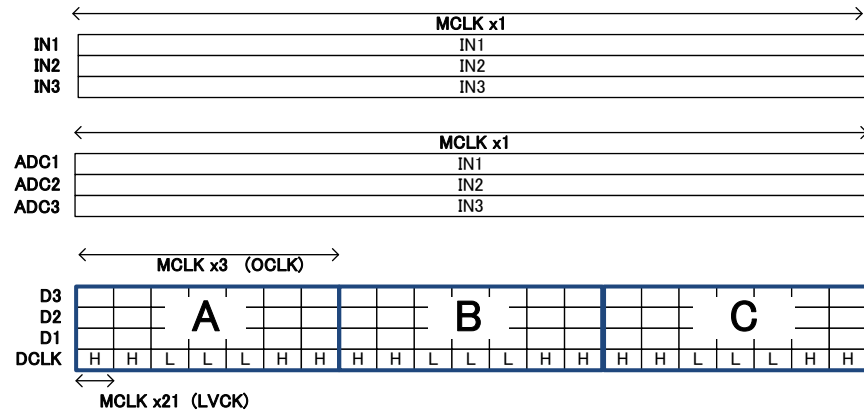 MCLK x1
IN1 IN1
IN2 IN2
IN3 IN3
MCLK x1
ADC1 IN1
ADC2 IN2
ADC3 IN3
MCLK x3 (OCLK)
D3
D2 A B C
D1
DCLK H H L L L H H H H L L L H H H H L L L H H
MCLK x21 (LVCK)